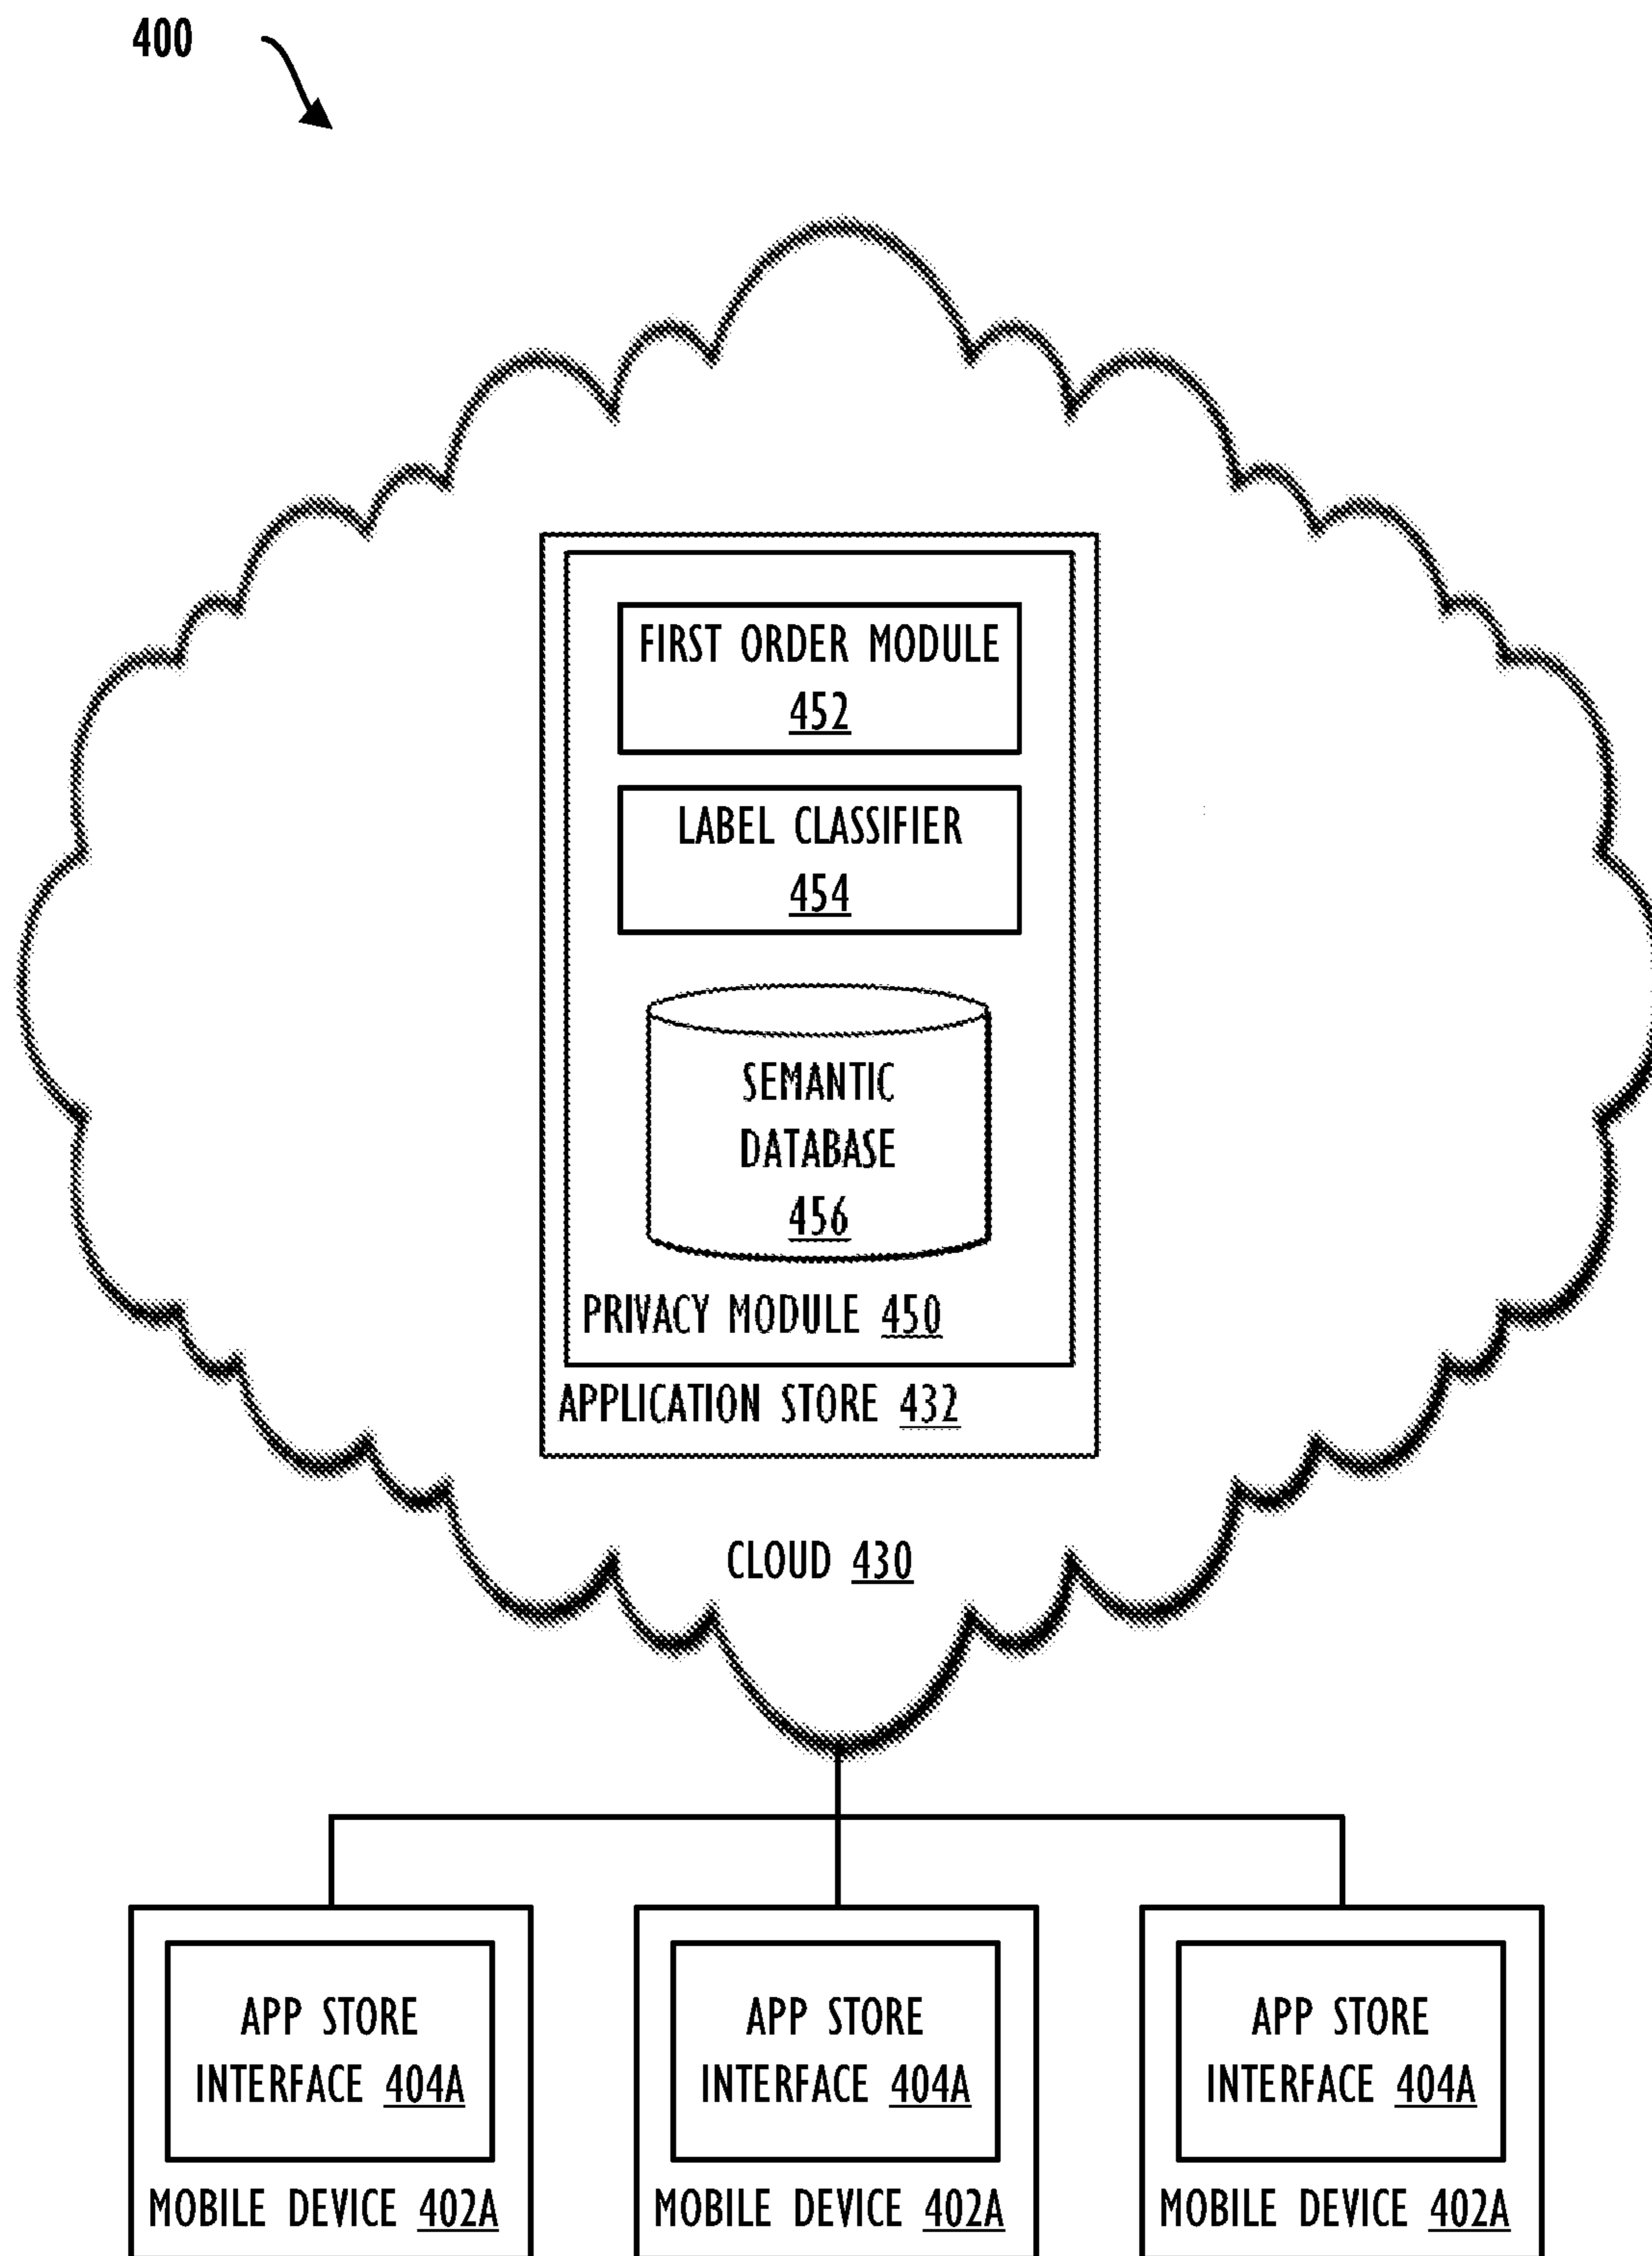 400
FIRST ORDER MODULE
452
LABEL CLASSIFIER
454
SEMANTIC
DATABASE
456
PRIVACY MODULE 450
APPLICATION STORE 432
CLOUD 430
APP STORE
INTERFACE 404A
MOBILE DEVICE 402A
APP STORE
INTERFACE 404A
MOBILE DEVICE 402A
APP STORE
INTERFACE 404A
MOBILE DEVICE 402A